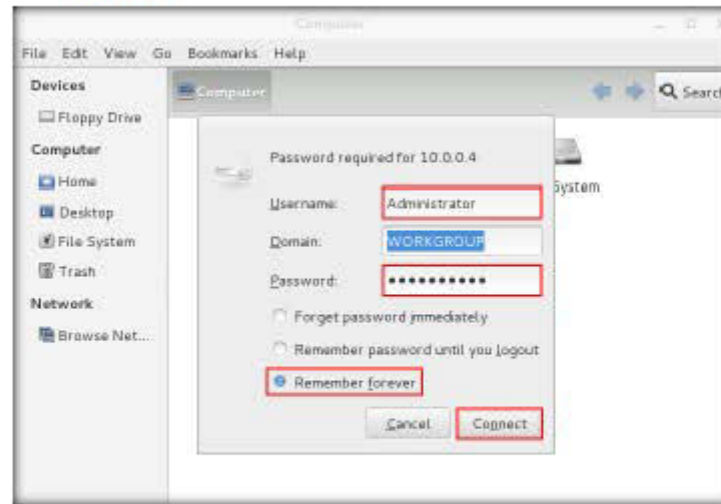 Computer
File Edit View Go Bookmarks Help
Devices
Floppy Drive
Computer
Home
Desktop
File System
Trash
Network
Browse Net...
Computer
Search
System
Password required for 10.0.0.4
Username: Administrator
Domain: WORKGROUP
Password: ••••••••••
Forget password immediately
Remember password until you logout
Remember forever
Cancel Connect